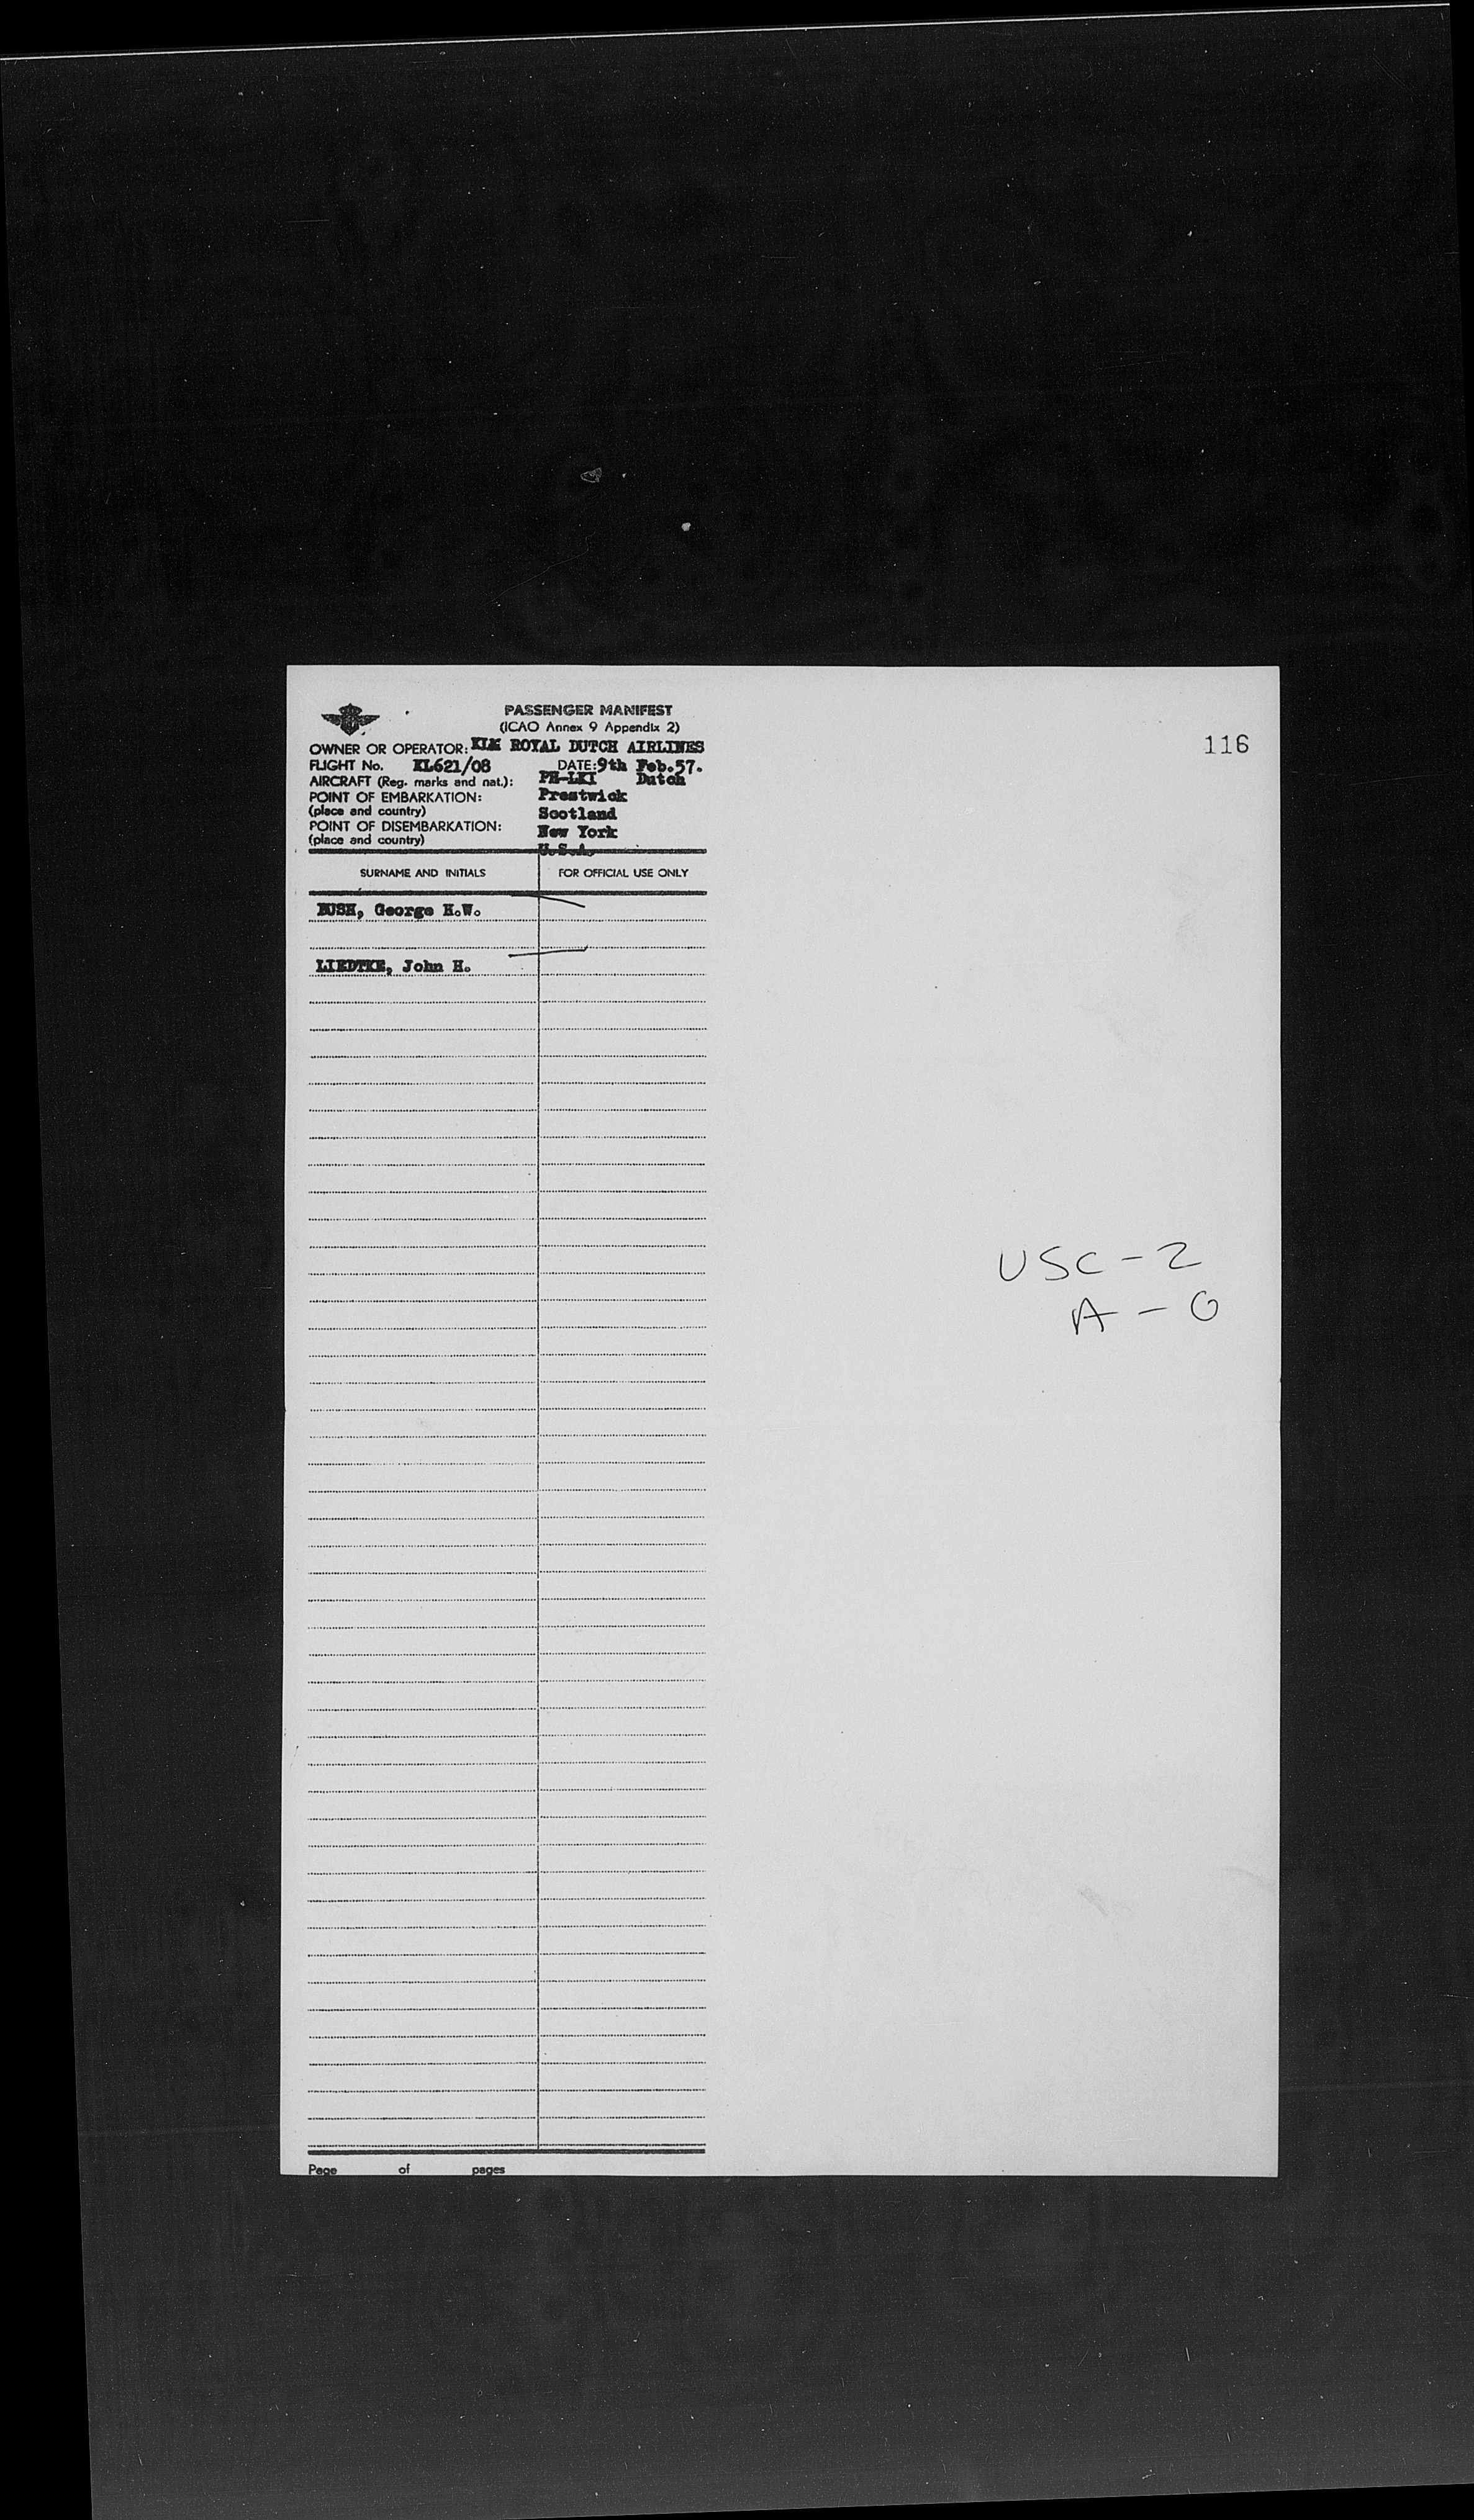 PASSENGER MANIFEST
(ICAO Annex 9 Appendix 2)
116
OWNER OR OPERATOR: KLM ROYAL DUTCH AIRLINES
FLIGHT No. KL621/08 DATE: 9th Feb. 57.
AIRCRAFT (Reg. marks and nat.): PH-LKI Dutch
POINT OF EMBARKATION: Prestwick
(place and country) Scotland
POINT OF DISEMBARKATION: New York
(place and country) U.S.A.
SURNAME AND INITIALS FOR OFFICIAL USE ONLY
BUSH, George H.W.
LIEDTKE, John H.
USC - 2
A - 0
Page of pages